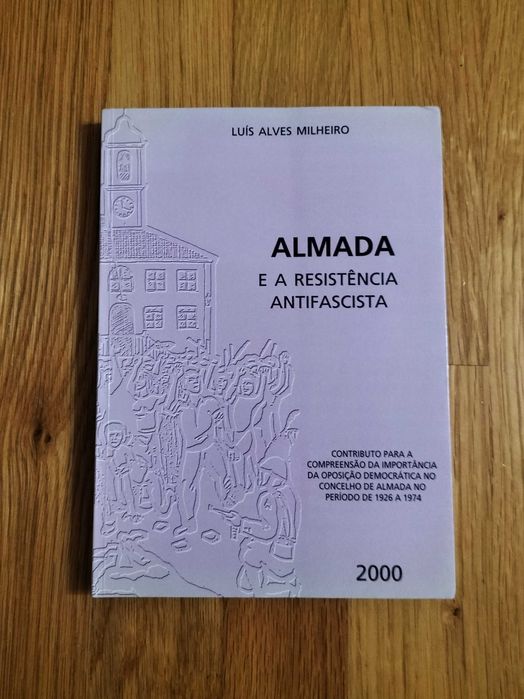 LUÍS ALVES MILHEIRO
ALMADA
E A RESISTÊNCIA
ANTIFASCISTA
CONTRIBUTO PARA A
COMPREENSÃO DA IMPORTÂNCIA
DA OPOSIÇÃO DEMOCRÁTICA NO
CONCELHO DE ALMADA NO
PERÍODO DE 1926 A 1974
2000